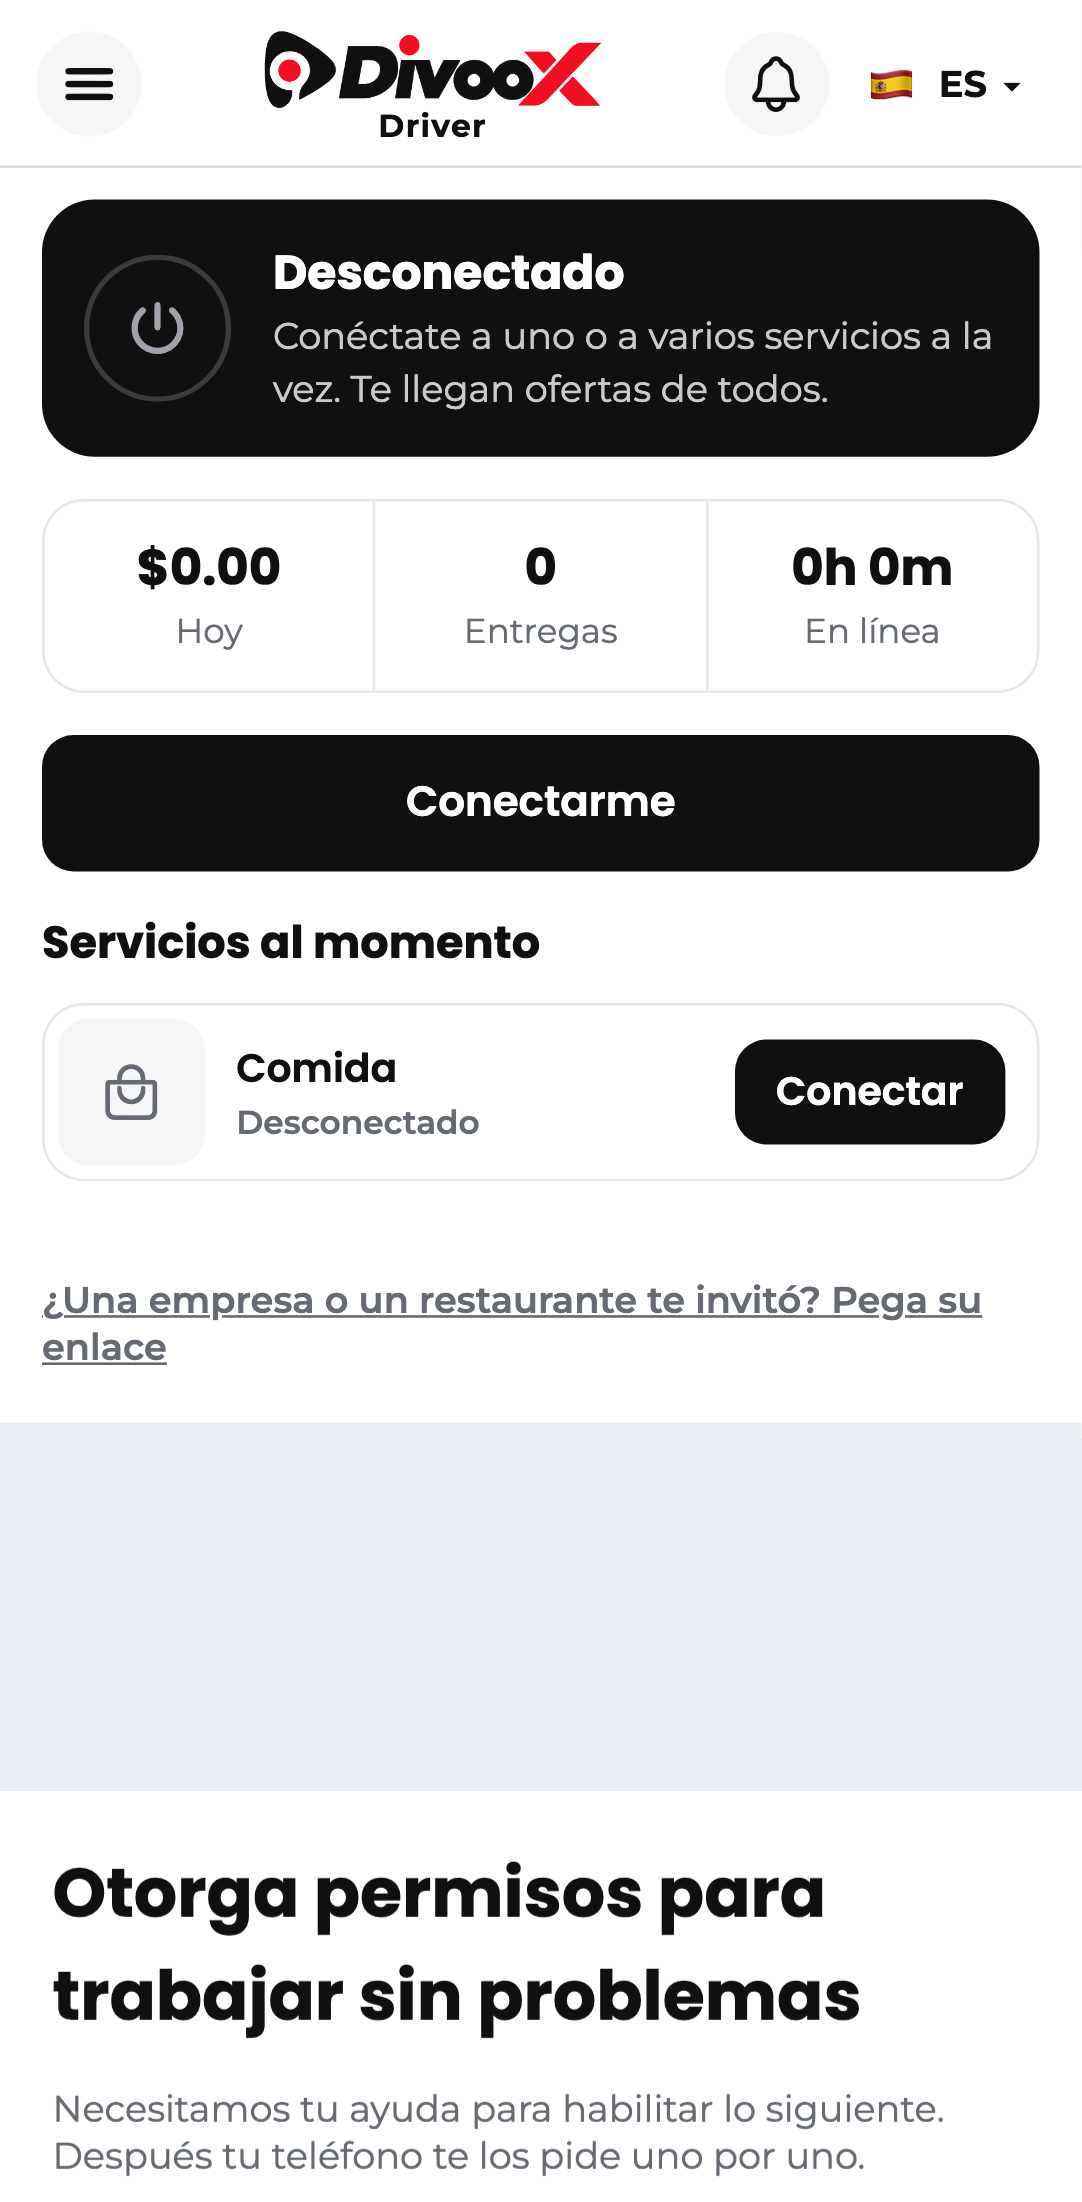 DivooX
Driver
ES
Desconectado
Conéctate a uno o a varios servicios a la
vez. Te llegan ofertas de todos.
$0.00
Hoy
0
Entregas
0h 0m
En línea
Conectarme
Servicios al momento
Comida
Desconectado
Conectar
¿Una empresa o un restaurante te invitó? Pega su
enlace
Otorga permisos para
trabajar sin problemas
Necesitamos tu ayuda para habilitar lo siguiente.
Después tu teléfono te los pide uno por uno.